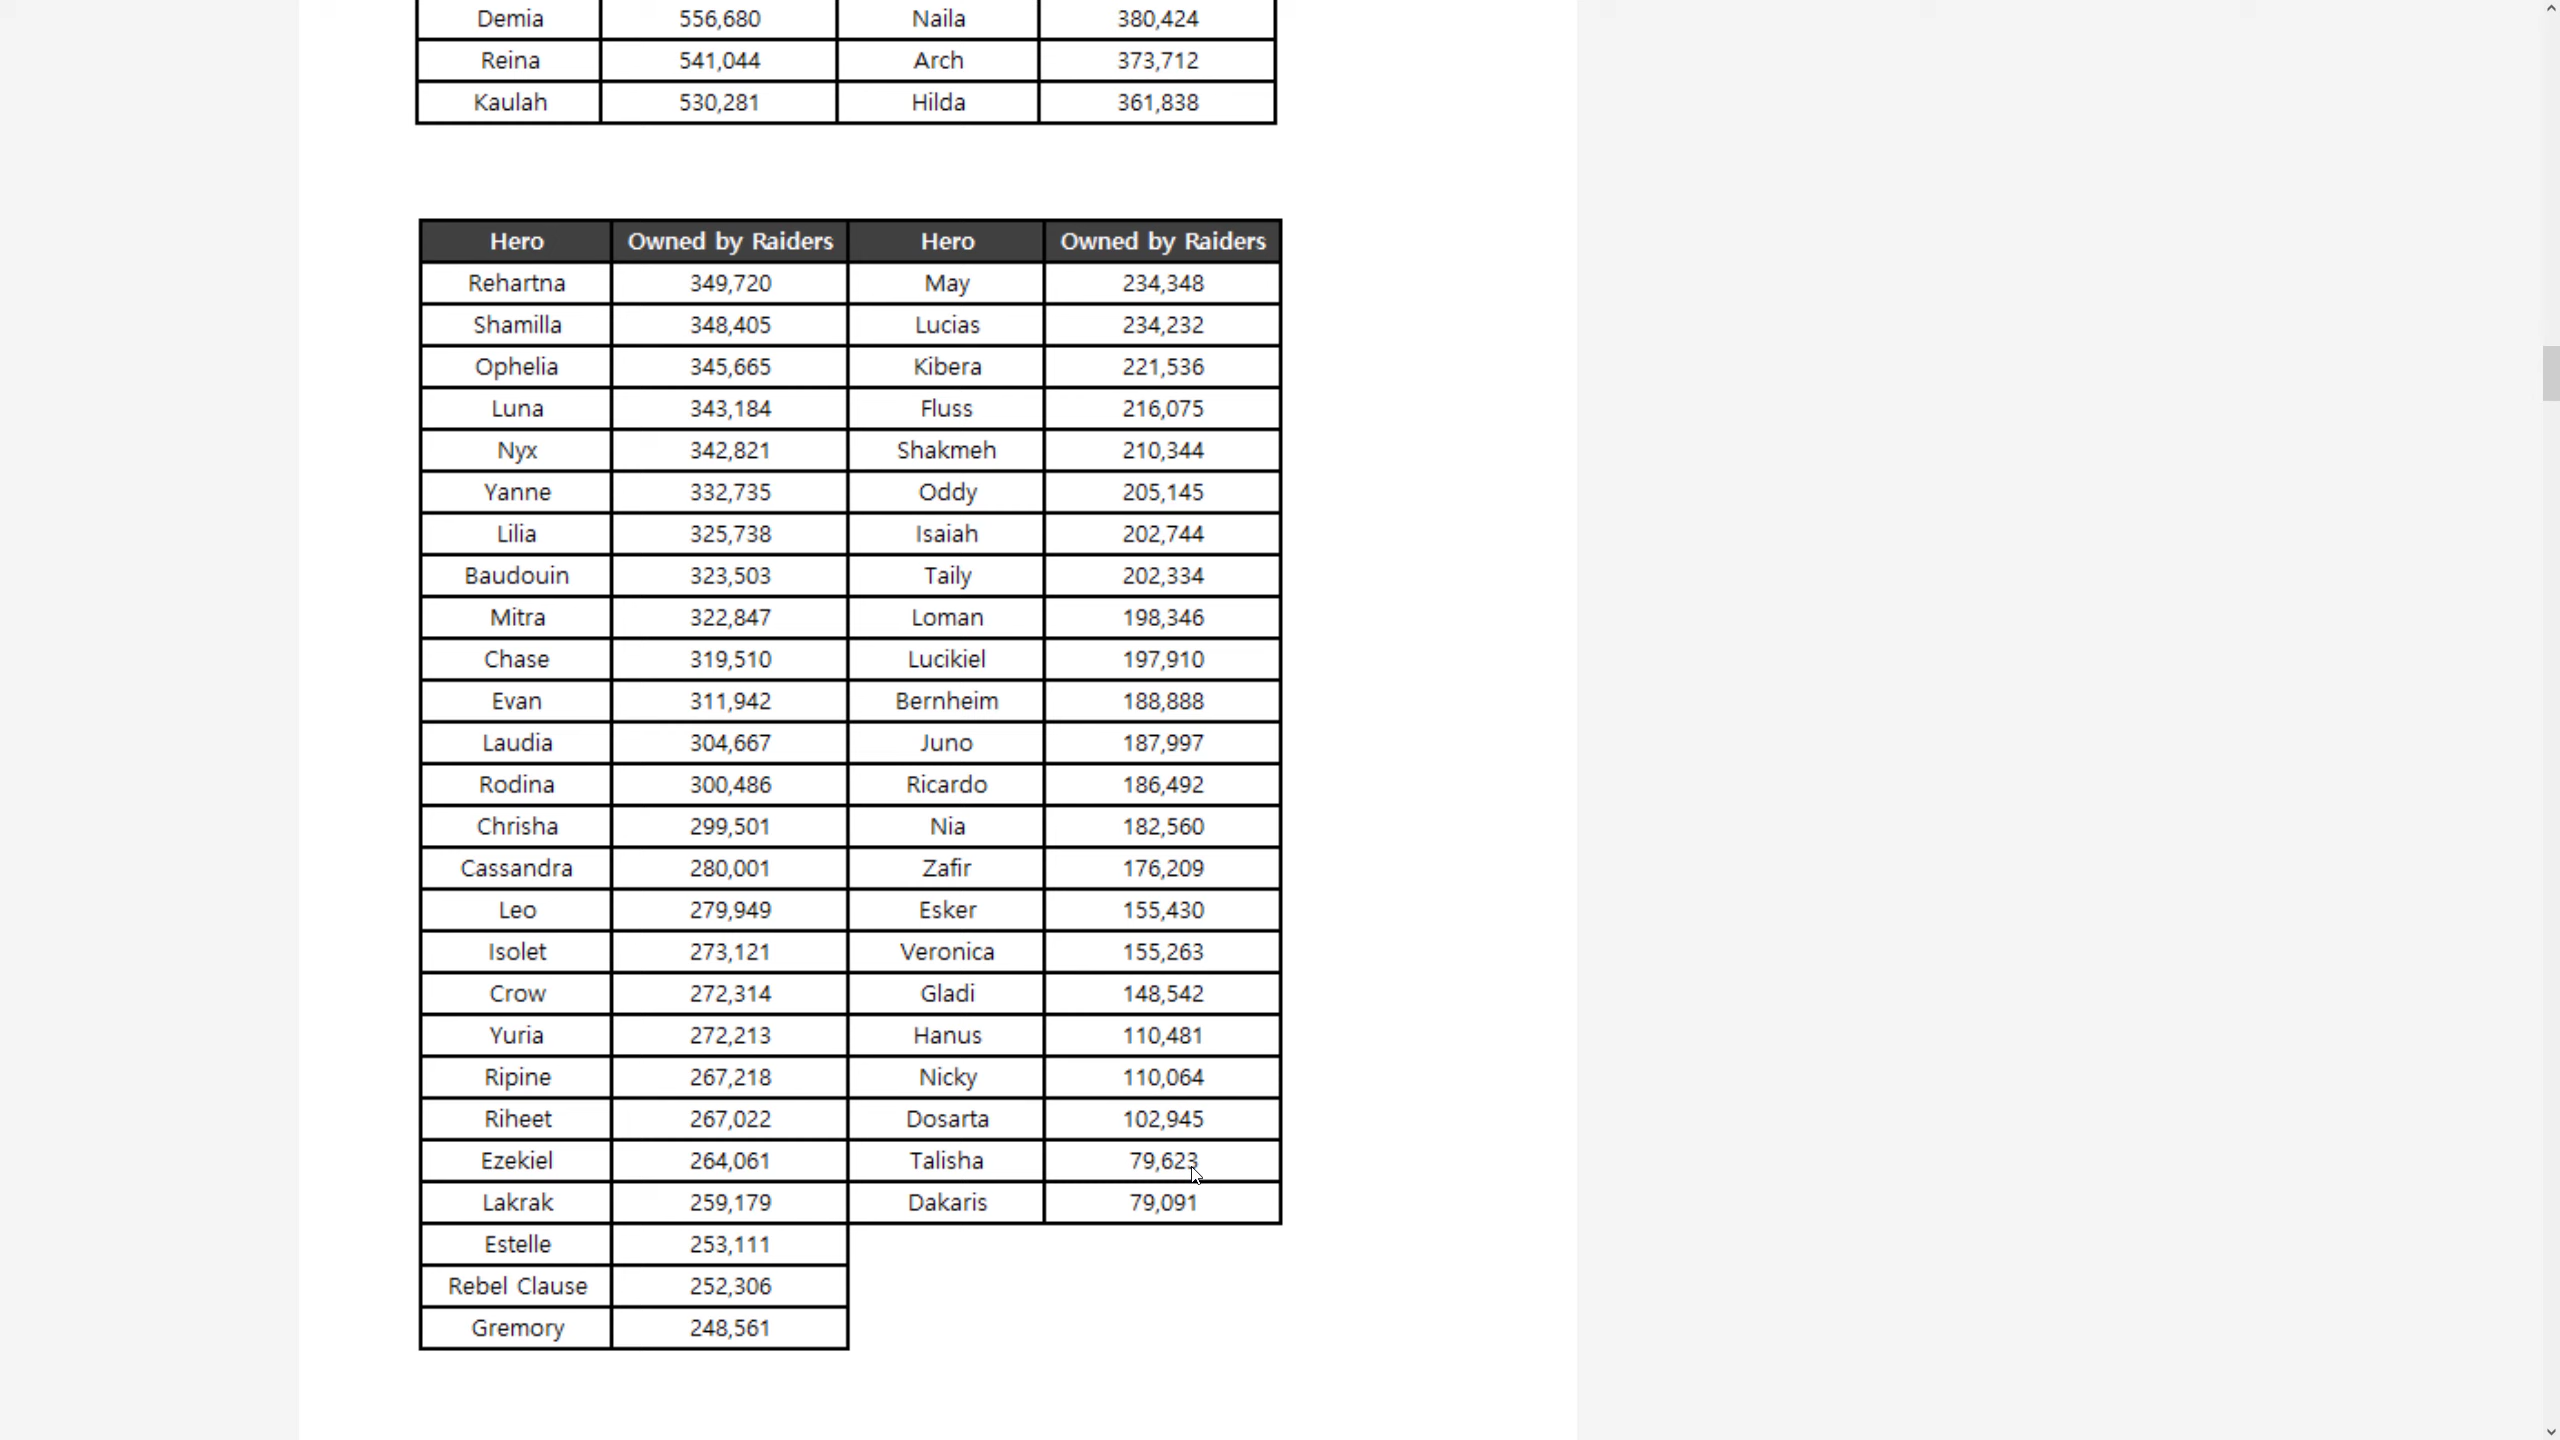 Demia 556,680 Naila 380,424
Reina 541,044 Arch 373,712
Kaulah 530,281 Hilda 361,838
Hero Owned by Raiders Hero Owned by Raiders
Rehartna 349,720 May 234,348
Shamilla 348,405 Lucias 234,232
Ophelia 345,665 Kibera 221,536
Luna 343,184 Fluss 216,075
Nyx 342,821 Shakmeh 210,344
Yanne 332,735 Oddy 205,145
Lilia 325,738 Isaiah 202,744
Baudouin 323,503 Taily 202,334
Mitra 322,847 Loman 198,346
Chase 319,510 Lucikiel 197,910
Evan 311,942 Bernheim 188,888
Laudia 304,667 Juno 187,997
Rodina 300,486 Ricardo 186,492
Chrisha 299,501 Nia 182,560
Cassandra 280,001 Zafir 176,209
Leo 279,949 Esker 155,430
Isolet 273,121 Veronica 155,263
Crow 272,314 Gladi 148,542
Yuria 272,213 Hanus 110,481
Ripine 267,218 Nicky 110,064
Riheet 267,022 Dosarta 102,945
Ezekiel 264,061 Talisha 79,623
Lakrak 259,179 Dakaris 79,091
Estelle 253,111
Rebel Clause 252,306
Gremory 248,561